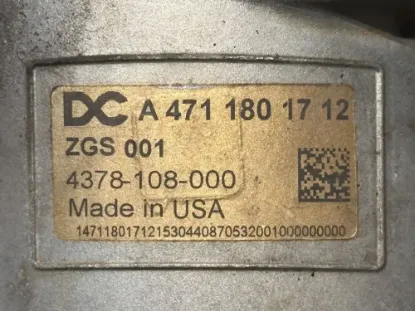 DC A 471 180 17 12
ZGS 001
4378-108-000
Made in USA
14711801712153044087053200100000000